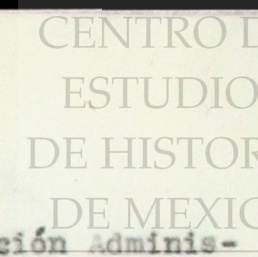 CENTRO D
ESTUDIO
DE HISTOR
DE MEXIC
ción Adminis-